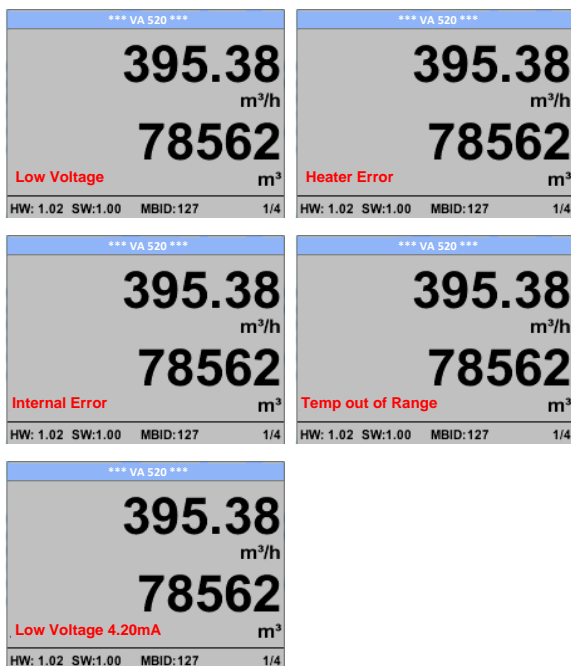 *** VA 520 ***
395.38
m³/h
78562
Low Voltage m³
HW: 1.02 SW:1.00 MBID:127 1/4
*** VA 520 ***
395.38
m³/h
78562
Heater Error m³
HW: 1.02 SW:1.00 MBID:127 1/4
*** VA 520 ***
395.38
m³/h
78562
Internal Error m³
HW: 1.02 SW:1.00 MBID:127 1/4
*** VA 520 ***
395.38
m³/h
78562
Temp out of Range m³
HW: 1.02 SW:1.00 MBID:127 1/4
*** VA 520 ***
395.38
m³/h
78562
Low Voltage 4.20mA m³
HW: 1.02 SW:1.00 MBID:127 1/4